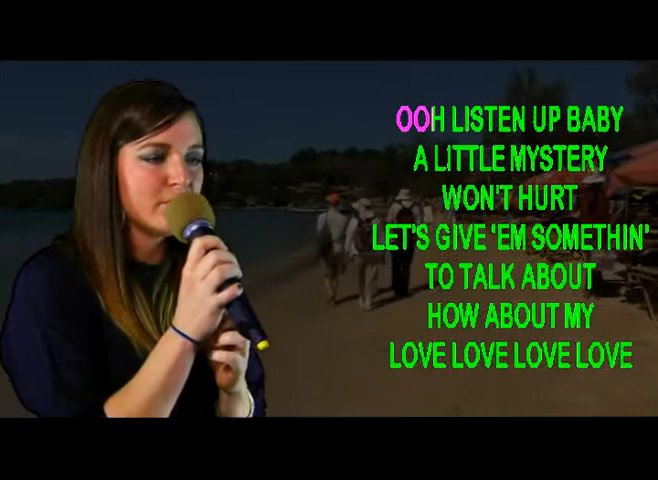 OOH LISTEN UP BABY
A LITTLE MYSTERY
WON'T HURT
LET'S GIVE 'EM SOMETHIN'
TO TALK ABOUT
HOW ABOUT MY
LOVE LOVE LOVE LOVE